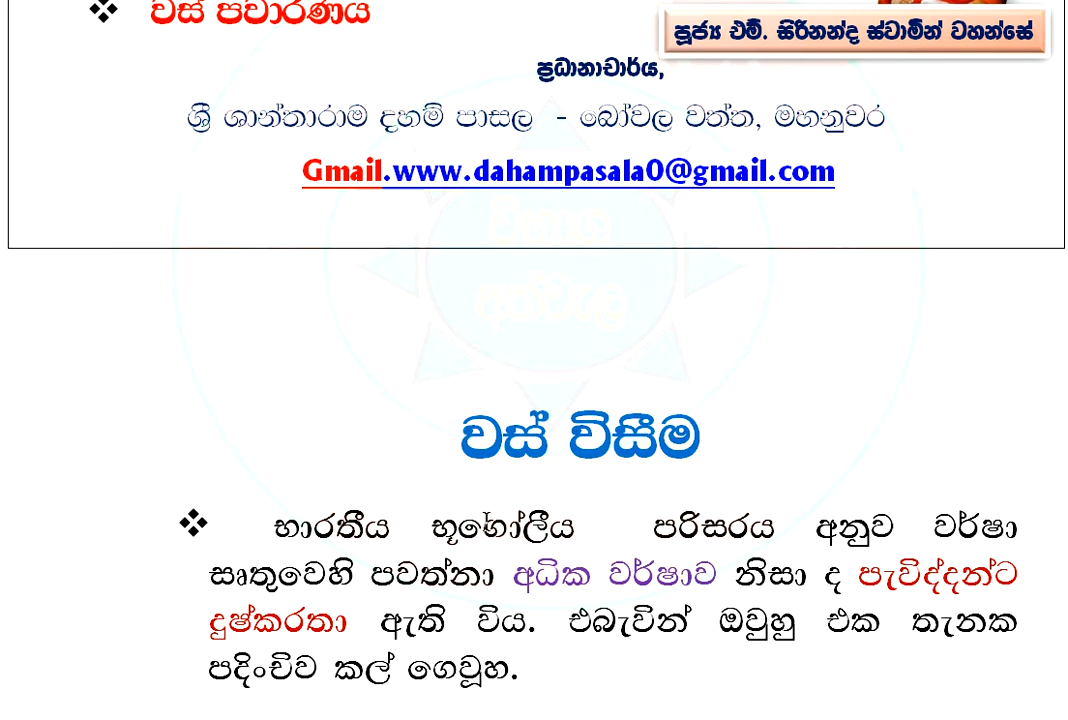 ❖ වස් පවාරණය
පූජ්‍ය එම්. සිරිනන්ද ස්වාමීන් වහන්සේ
ප්‍රධානාචාර්ය,
ශ්‍රී ශාන්තාරාම දහම් පාසල - බෝවල වත්ත, මහනුවර
Gmail.www.dahampasala0@gmail.com
වස් විසීම
❖ භාරතීය භූගෝලීය පරිසරය අනුව වර්ෂා
සෘතුවෙහි පවත්නා අධික වර්ෂාව නිසා ද පැවිද්දන්ට
දුෂ්කරතා ඇති විය. එබැවින් ඔවුහු එක තැනක
පදිංචිව කල් ගෙවූහ.